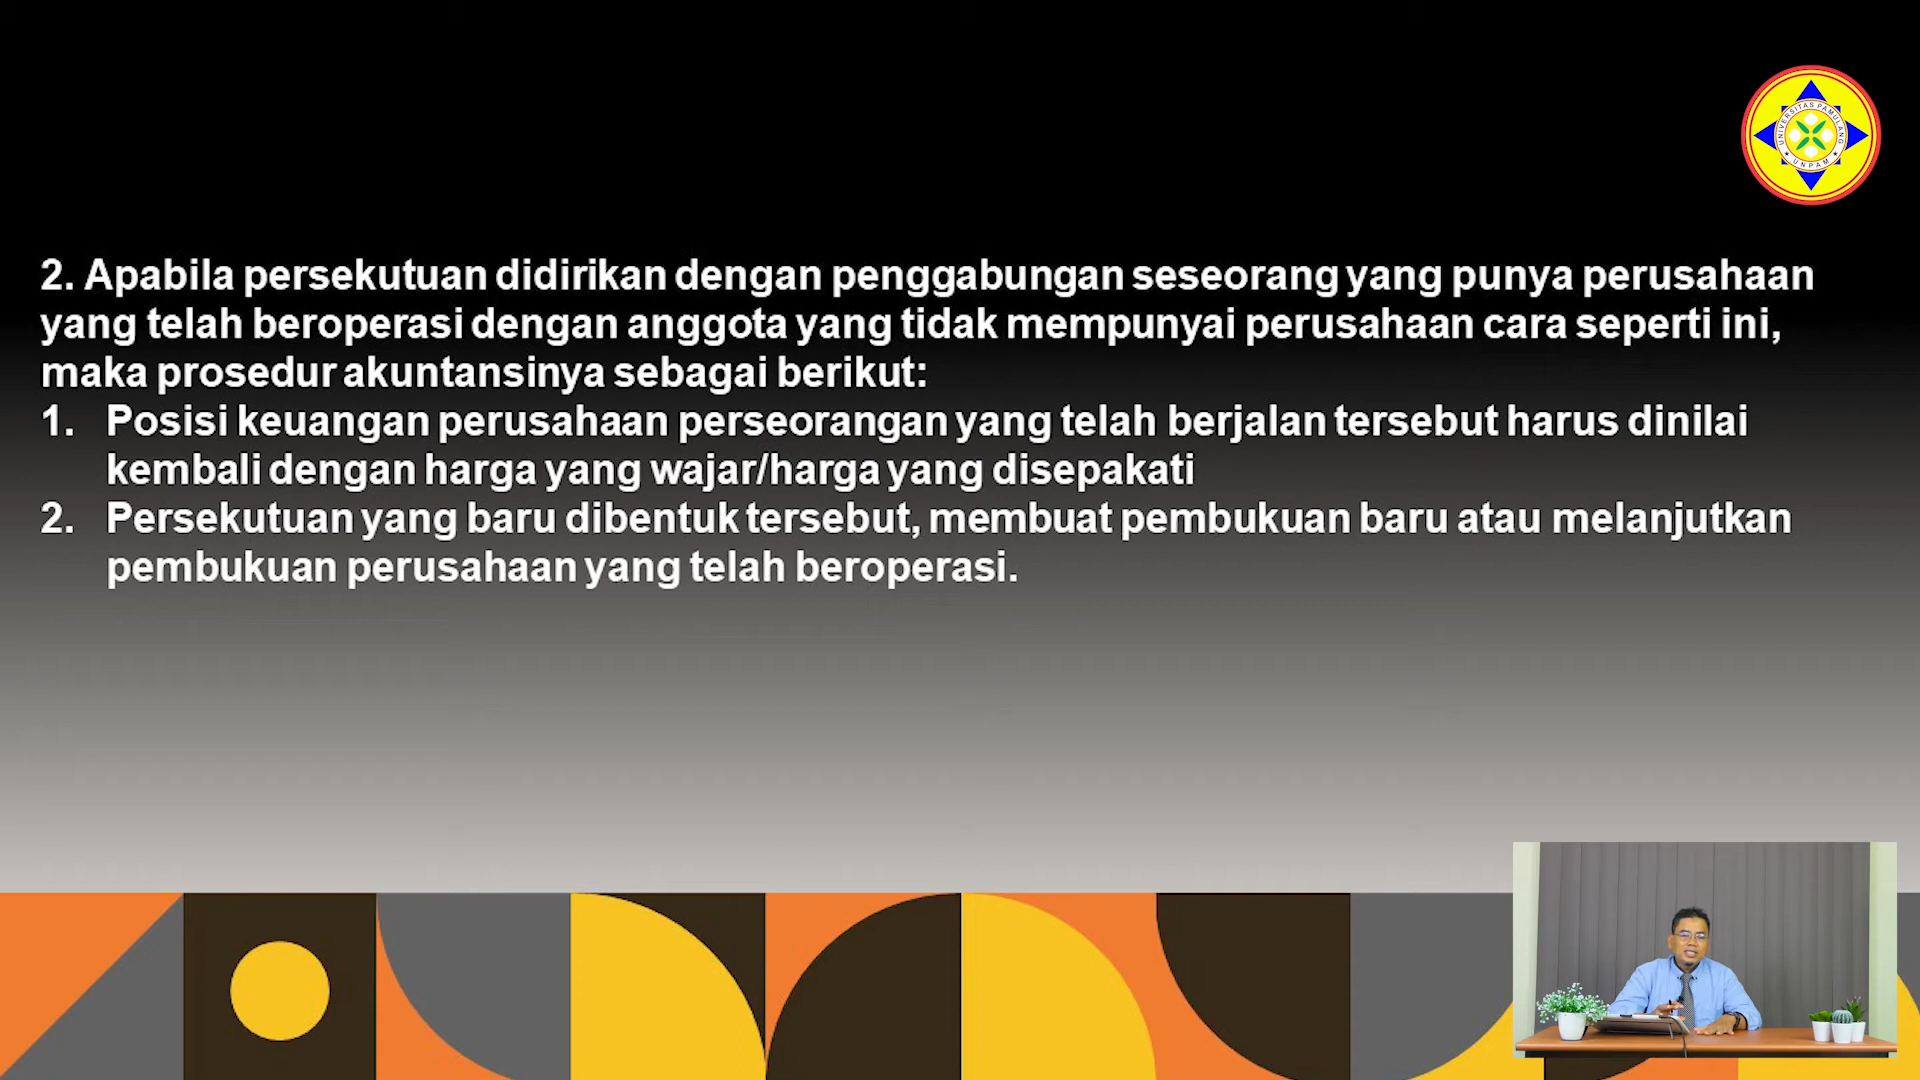 UNIVERSITAS PAMULANG
UNPAM
2. Apabila persekutuan didirikan dengan penggabungan seseorang yang punya perusahaan
yang telah beroperasi dengan anggota yang tidak mempunyai perusahaan cara seperti ini,
maka prosedur akuntansinya sebagai berikut:
1. Posisi keuangan perusahaan perseorangan yang telah berjalan tersebut harus dinilai
kembali dengan harga yang wajar/harga yang disepakati
2. Persekutuan yang baru dibentuk tersebut, membuat pembukuan baru atau melanjutkan
pembukuan perusahaan yang telah beroperasi.